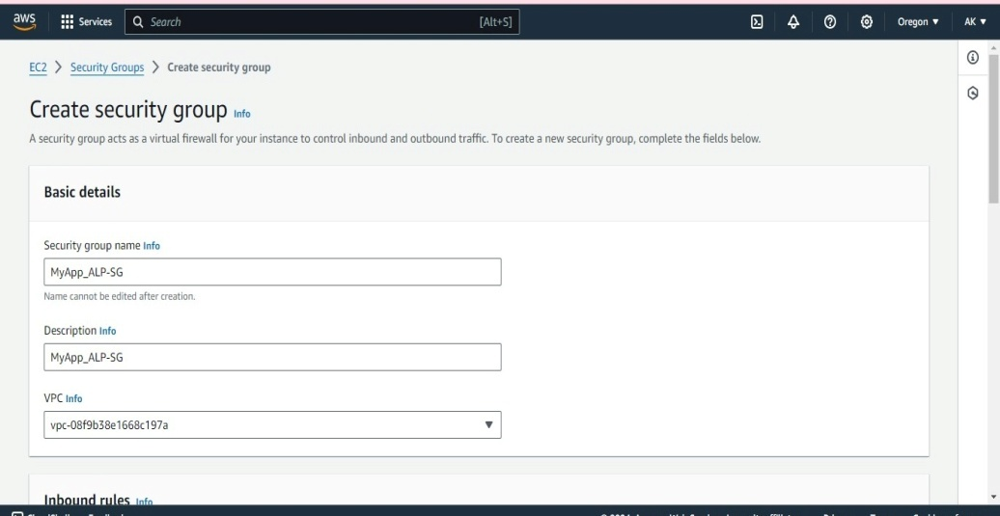 aws Services Search [Alt+S] Oregon ▼ AK ▼
EC2 > Security Groups > Create security group
Create security group Info
A security group acts as a virtual firewall for your instance to control inbound and outbound traffic. To create a new security group, complete the fields below.
Basic details
Security group name Info
MyApp_ALP-SG
Name cannot be edited after creation.
Description Info
MyApp_ALP-SG
VPC Info
vpc-08f9b38e1668c197a
Inbound rules Info